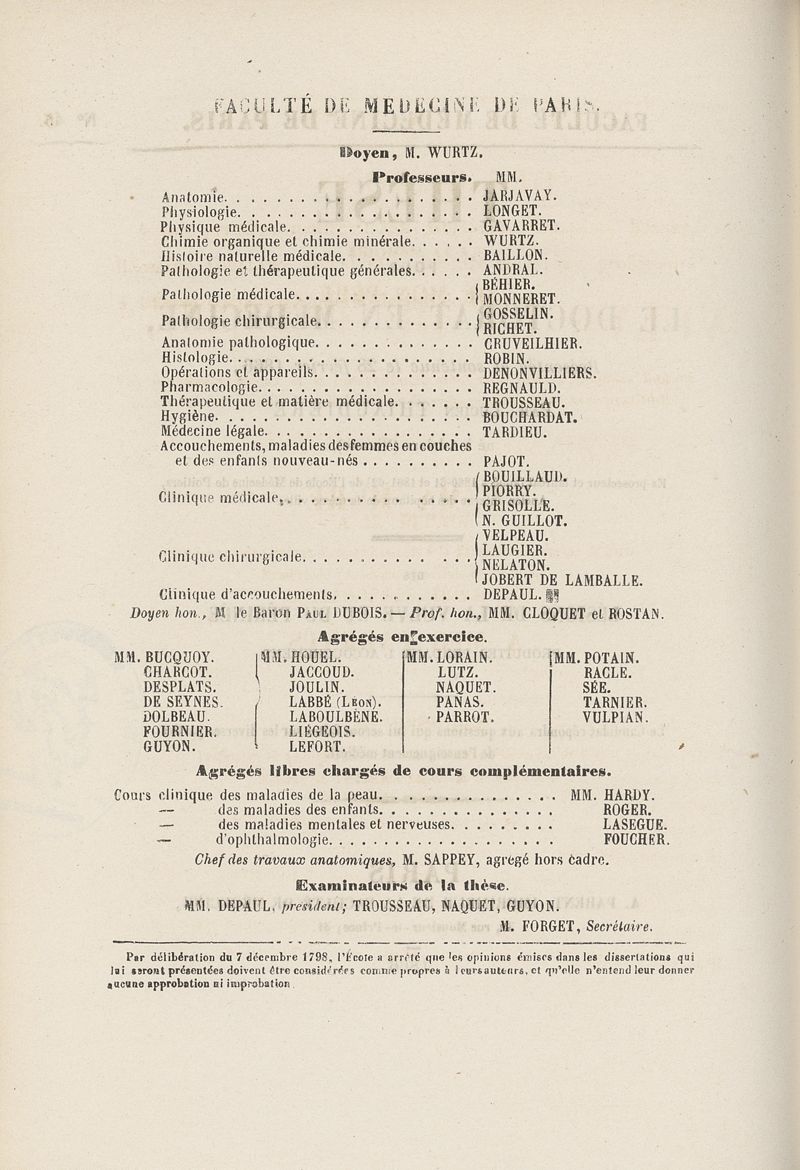 FACULTÉ DE MEDECINE DE PARIS.
Doyen, M. WURTZ.
Professeurs. MM.
Anatomie. . . . . . . . . . . . . . . . . . . . JARJAVAY.
Physiologie. . . . . . . . . . . . . . . . . . . LONGET.
Physique médicale. . . . . . . . . . . . . . . GAVARRET.
Chimie organique et chimie minérale. . . . . . WURTZ.
Histoire naturelle médicale. . . . . . . . . . . BAILLON.
Pathologie et thérapeutique générales. . . . . . ANDRAL.
Pathologie médicale. . . . . . . . . . . . . . . { BÉHIER.
MONNERET.
Pathologie chirurgicale. . . . . . . . . . . . . { GOSSELIN.
RICHET.
Anatomie pathologique. . . . . . . . . . . . . CRUVEILHIER.
Histologie. . . . . . . . . . . . . . . . . . . . ROBIN.
Opérations et appareils. . . . . . . . . . . . . DENONVILLIERS.
Pharmacologie. . . . . . . . . . . . . . . . . . REGNAULD.
Thérapeutique et matière médicale. . . . . . . TROUSSEAU.
Hygiène. . . . . . . . . . . . . . . . . . . . . BOUCHARDAT.
Médecine légale. . . . . . . . . . . . . . . . . TARDIEU.
Accouchements, maladies des femmes en couches
et des enfants nouveau-nés . . . . . . . . . . PAJOT.
Clinique médicale. . . . . . . . . . . . . . . . { BOUILLAUD.
PIORRY.
GRISOLLE.
N. GUILLOT.
Clinique chirurgicale. . . . . . . . . . . . . . { VELPEAU.
LAUGIER.
NELATON.
JOBERT DE LAMBALLE.
Clinique d'accouchements. . . . . . . . . . . . DEPAUL.
Doyen hon., M le Baron PAUL DUBOIS. — Prof. hon., MM. CLOQUET et ROSTAN.
Agrégés en exercice.
MM. BUCQUOY. MM. HOUEL. MM. LORAIN. MM. POTAIN.
CHARCOT. JACCOUD. LUTZ. RACLE.
DESPLATS. JOULIN. NAQUET. SÉE.
DE SEYNES. LABBÉ (LÉON). PANAS. TARNIER.
DOLBEAU. LABOULBÈNE. PARROT. VULPIAN.
FOURNIER. LIÉGEOIS.
GUYON. LEFORT.
Agrégés libres chargés de cours complémentaires.
Cours clinique des maladies de la peau. . . . . . . . . . . . . . MM. HARDY.
— des maladies des enfants. . . . . . . . . . . . . . ROGER.
— des maladies mentales et nerveuses. . . . . . . . . LASEGUE.
— d'ophthalmologie. . . . . . . . . . . . . . . . . . . FOUCHER.
Chef des travaux anatomiques, M. SAPPEY, agrégé hors cadre.
Examinateurs de la thèse.
MM. DEPAUL, président; TROUSSEAU, NAQUET, GUYON.
M. FORGET, Secrétaire.
Par délibération du 7 décembre 1798, l'École a arrêté que les opinions émises dans les dissertations qui
lui seront présentées doivent être considérées comme propres à leurs auteurs, et qu'elle n'entend leur donner
aucune approbation ni improbation.